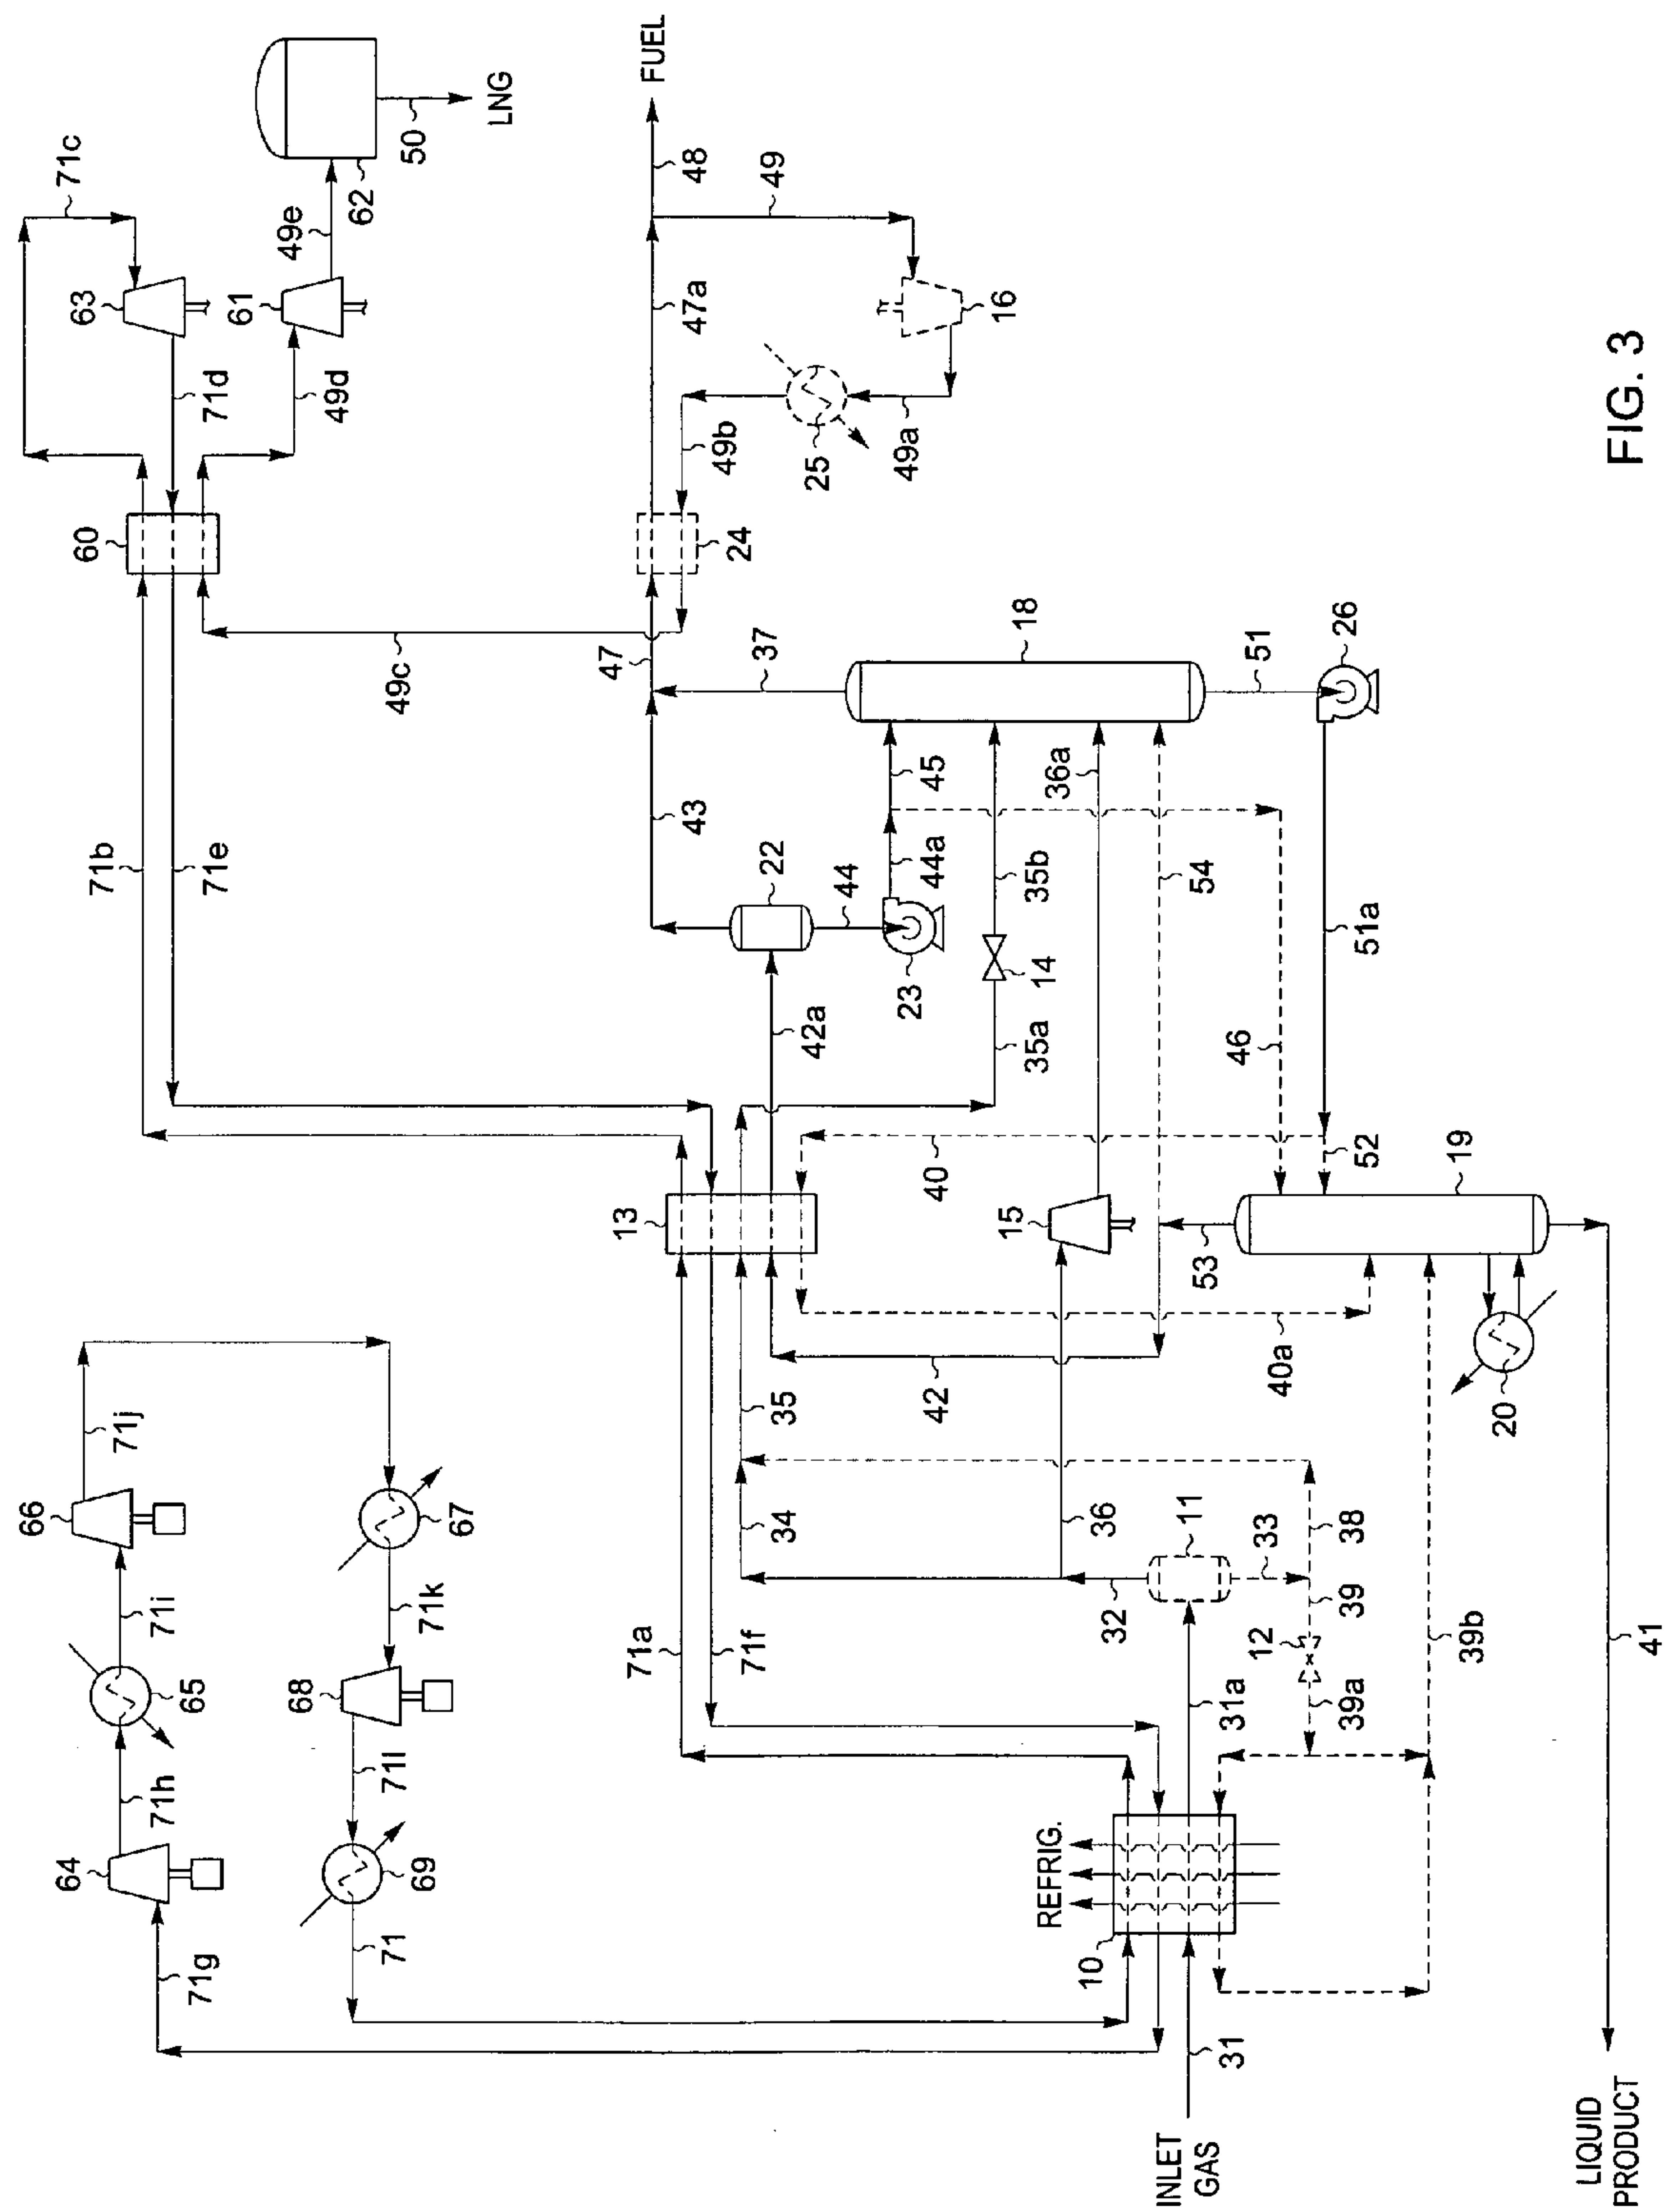 71g
64
71h
65
71i
66
71j
67
71k
68
71l
69
71
71a
71f
71b
71e
60
71d
63
71c
49d
61
49e
62
50
LNG
49c
13
35
34
42
42a
22
43
44
23
44a
45
47
37
24
47a
48
FUEL
49
16
49a
25
49b
35a
14
35b
36a
18
54
46
40
40a
15
36
32
11
33
38
39
12
39a
39b
31a
REFRIG.
10
31
INLET
GAS
53
52
19
20
51a
51
26
41
LIQUID
PRODUCT
FIG. 3